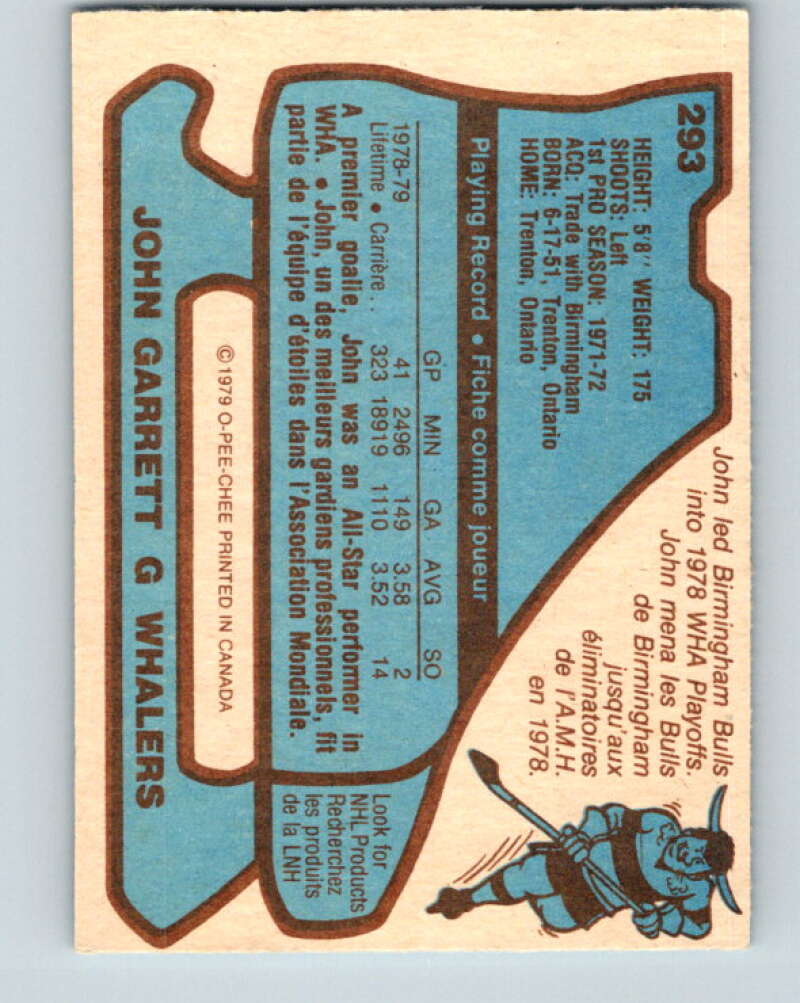 293
HEIGHT: 5'8" WEIGHT: 175
SHOOTS: Left
1st PRO SEASON: 1971-72
ACQ: Trade with Birmingham
BORN: 6-17-51, Trenton, Ontario
HOME: Trenton, Ontario
John led Birmingham Bulls
into 1978 WHA Playoffs.
John mena les Bulls
de Birmingham
jusqu'aux
éliminatoires
de l'A.M.H.
en 1978.
Playing Record • Fiche comme joueur
GP MIN GA AVG SO
1978-79 41 2496 149 3.58 2
Lifetime • Carrière . . 323 18919 1110 3.52 14
A premier goalie, John was an All-Star performer in
WHA. • John, un des meilleurs gardiens professionnels, fit
partie de l'équipe d'étoiles dans l'Association Mondiale.
Look for
NHL Products
Recherchez
les produits
de la LNH
© 1979 O-PEE-CHEE PRINTED IN CANADA
JOHN GARRETT G WHALERS